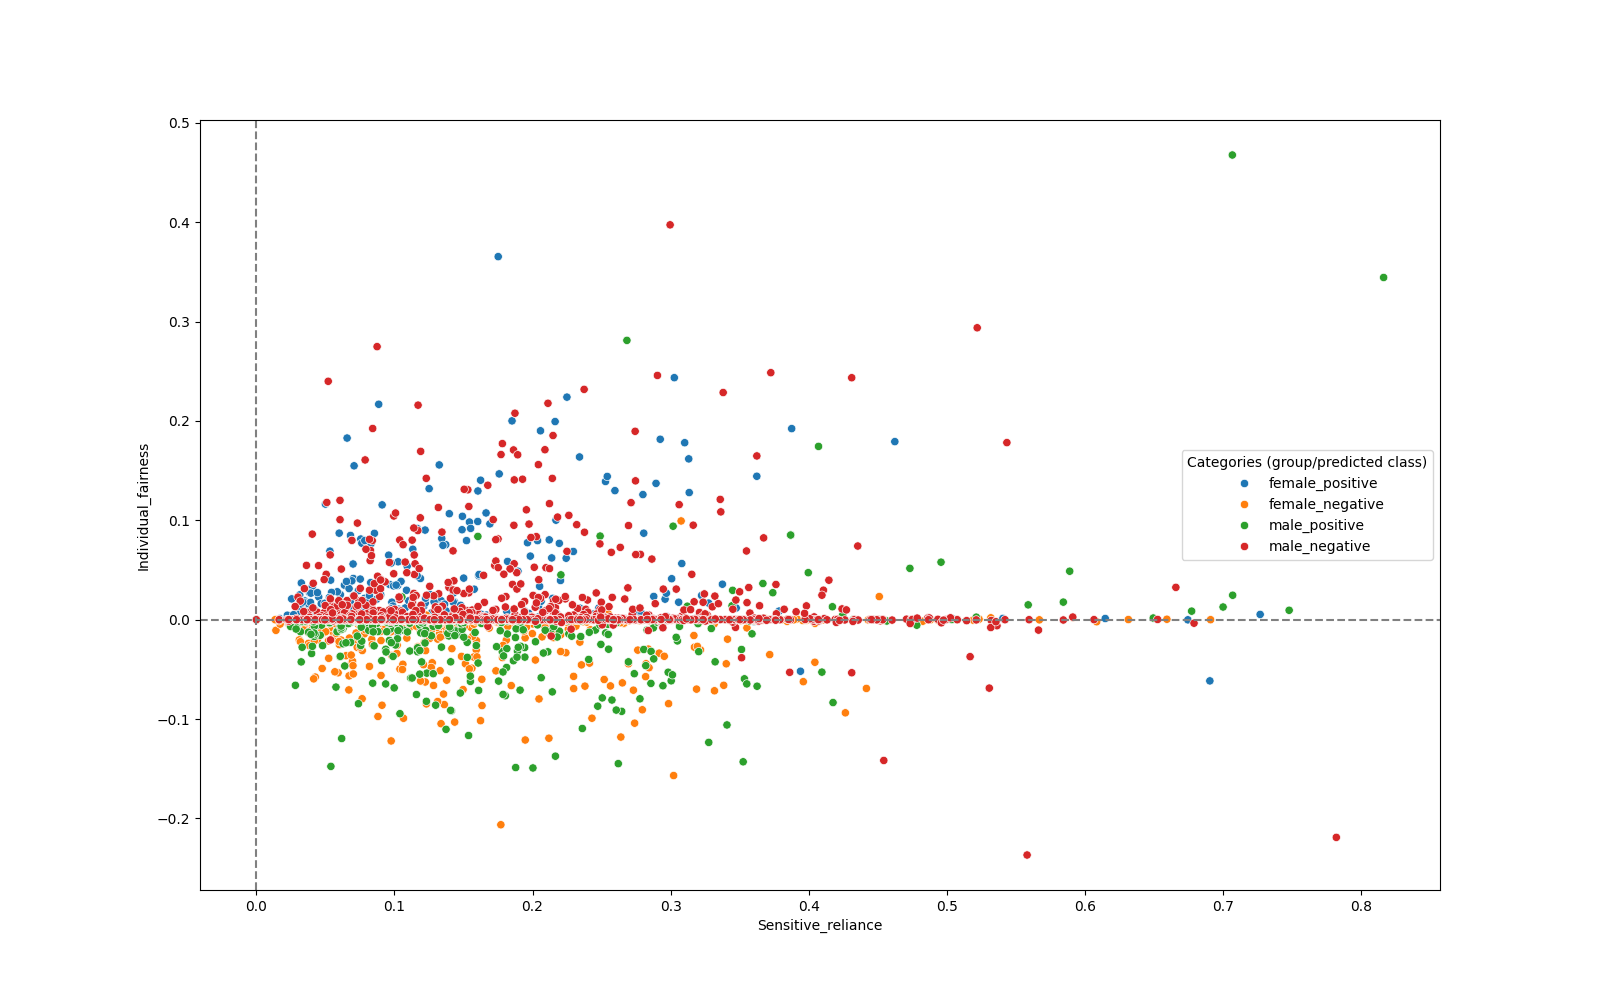 0.5
0.4
0.3
0.2
0.1
0.0
−0.1
−0.2
Individual_fairness
Categories (group/predicted class)
female_positive
female_negative
male_positive
male_negative
0.0 0.1 0.2 0.3 0.4 0.5 0.6 0.7 0.8
Sensitive_reliance